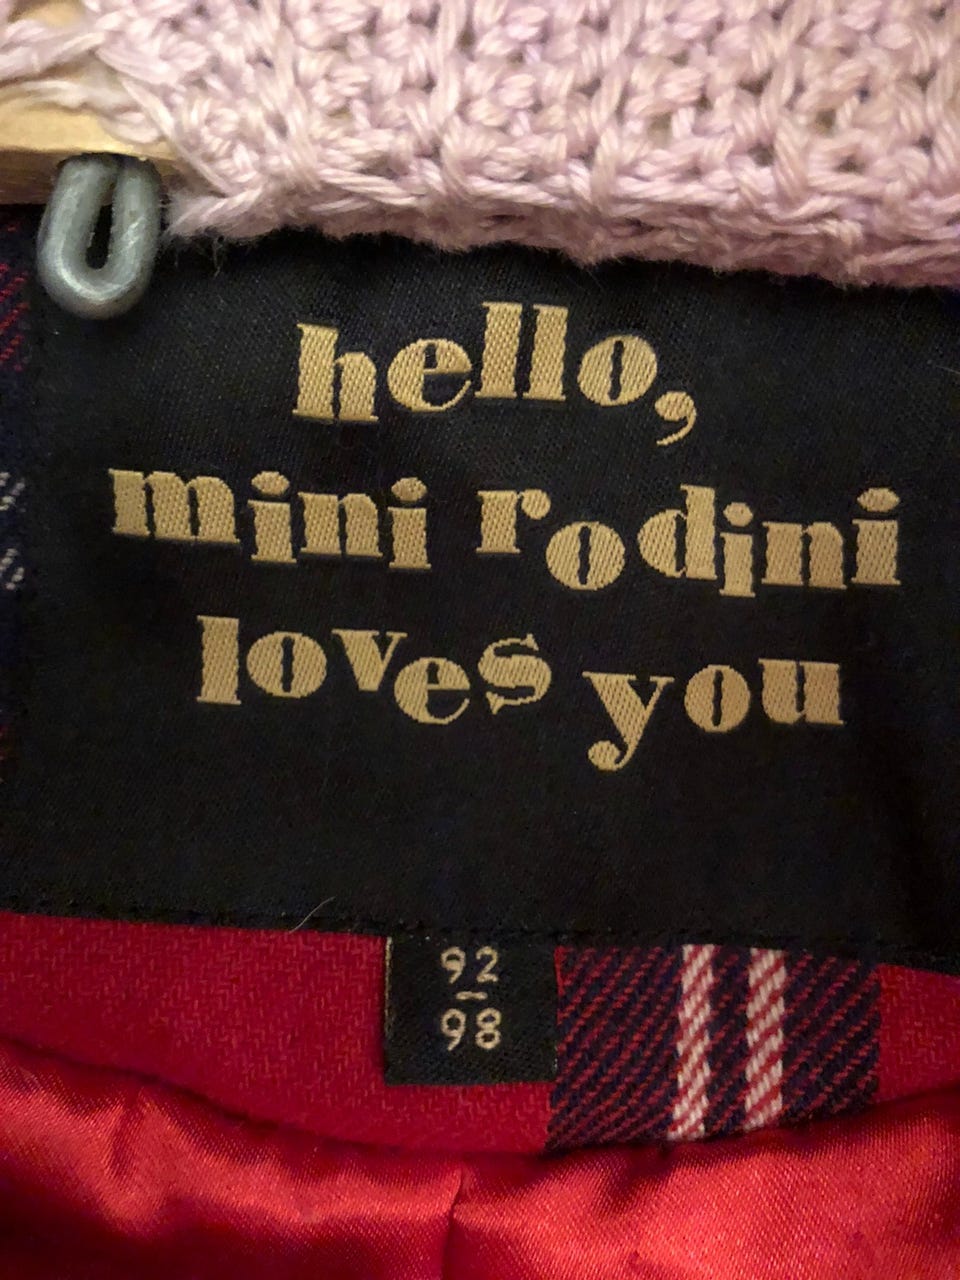 hello,
mini rodini
loves you
92
-
98